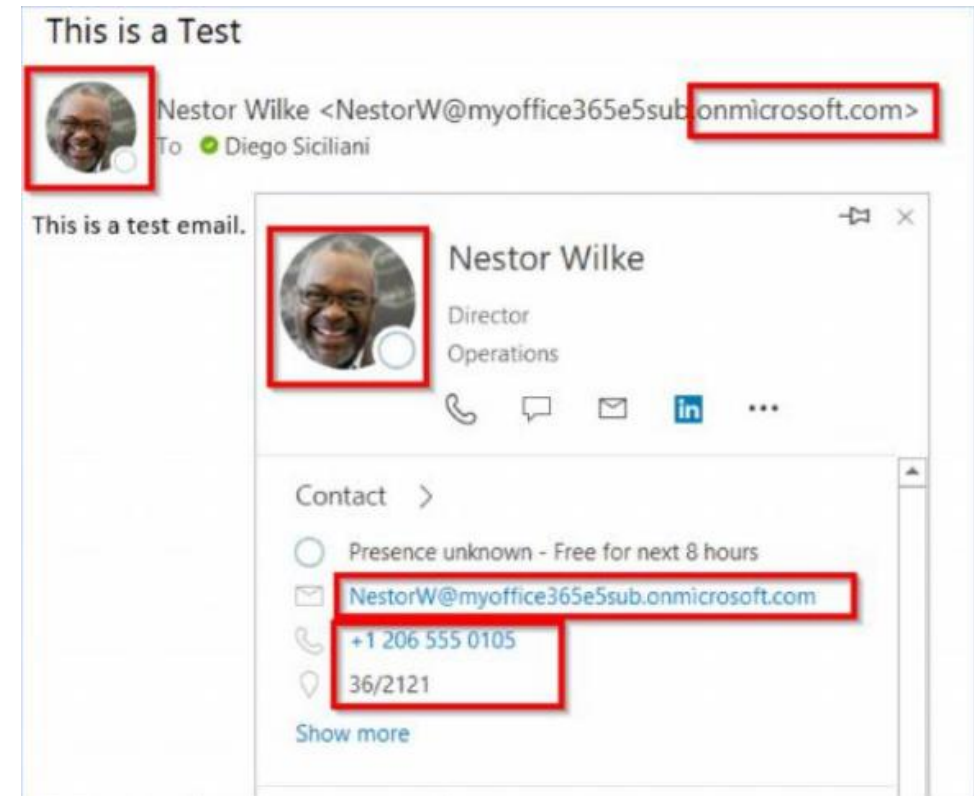 This is a Test
Nestor Wilke <NestorW@myoffice365e5sub.onmìcrosoft.com>
To Diego Siciliani
This is a test email.
Nestor Wilke
Director
Operations
in
Contact
Presence unknown - Free for next 8 hours
NestorW@myoffice365e5sub.onmìcrosoft.com
+1 206 555 0105
36/2121
Show more